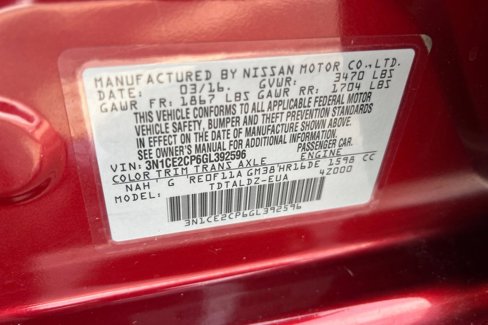 MANUFACTURED BY NISSAN MOTOR CO.,LTD.
DATE: 03/16. GVWR: 3470 LBS
GAWR FR: 1867 LBS GAWR RR: 1704 LBS
THIS VEHICLE CONFORMS TO ALL APPLICABLE FEDERAL MOTOR
VEHICLE SAFETY, BUMPER AND THEFT PREVENTION STANDARDS
IN EFFECT ON THE DATE OF MANUFACTURE SHOWN ABOVE.
SEE OWNER'S MANUAL FOR ADDITIONAL INFORMATION.
VIN: 3N1CE2CP6GL392596 PASSENGER CAR.
COLOR TRIM TRANS AXLE ENGINE
NAH G RE0F11A GM38 HR16DE 1598 CC
MODEL: TDTALDZ-EUA 4Z000
3N1CE2CP6GL392596